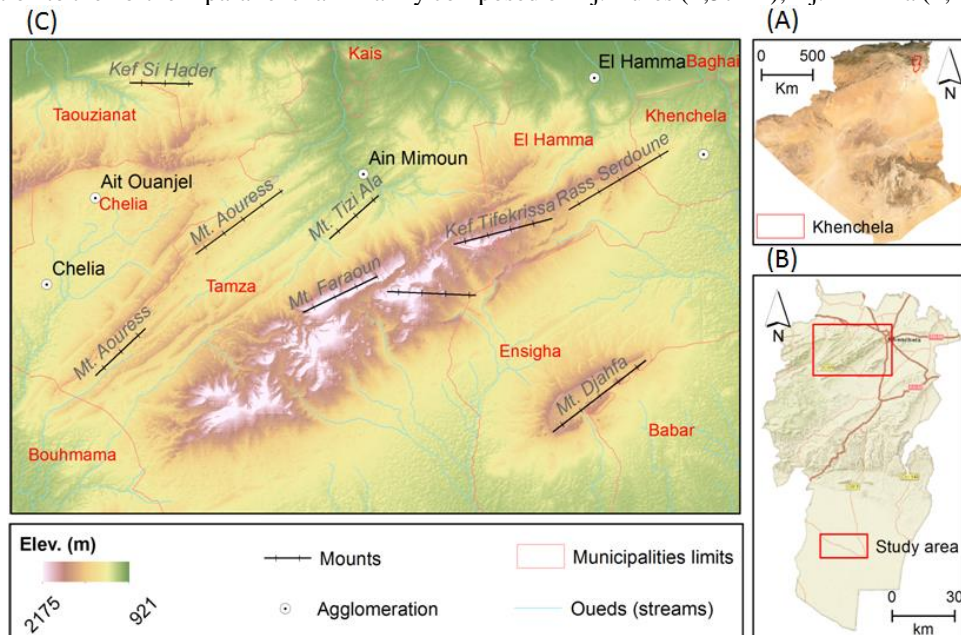 (C)
Kef Si Hader
Kais
El Hamma
Baghai
Taouzianat
Khenchela
El Hamma
Ain Mimoun
Rass Serdoune
Ait Ouanjel
Chelia
Mt. Aouress
Mt. Tizi Ala
Kef Tifekrissa
Chelia
Tamza
Mt. Faraoun
Mt. Aouress
Ensigha
Mt. Djahfa
Bouhmama
Babar
Elev. (m)
2175
921
Mounts
Agglomeration
Municipalities limits
Oueds (streams)
(A)
0 500
Km
N
Khenchela
(B)
N
Study area
0 30
km